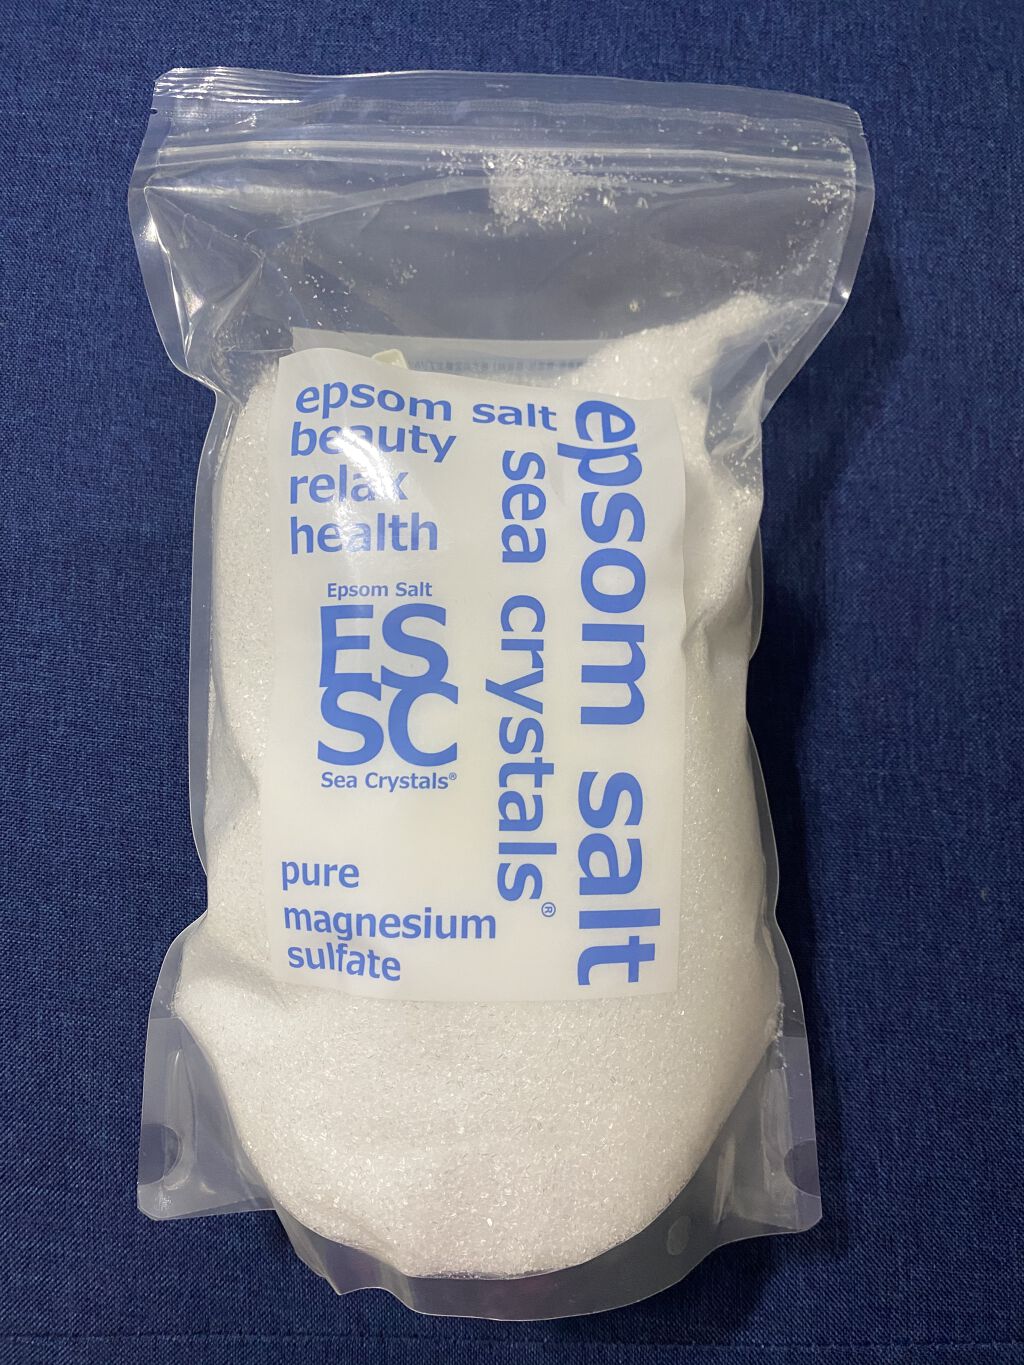 epsom salt
beauty
relax
health
Epsom Salt
ES
SC
Sea Crystals®
pure
magnesium
sulfate
sea crystals®
epsom salt